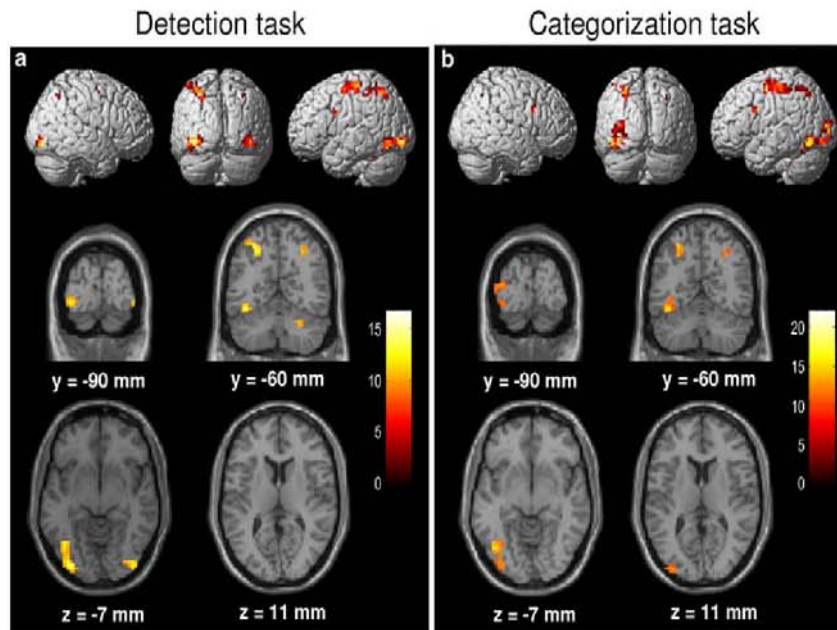 Detection task
Categorization task
a
b
y = -90 mm
y = -60 mm
15
10
5
0
z = -7 mm
z = 11 mm
y = -90 mm
y = -60 mm
20
15
10
5
0
z = -7 mm
z = 11 mm